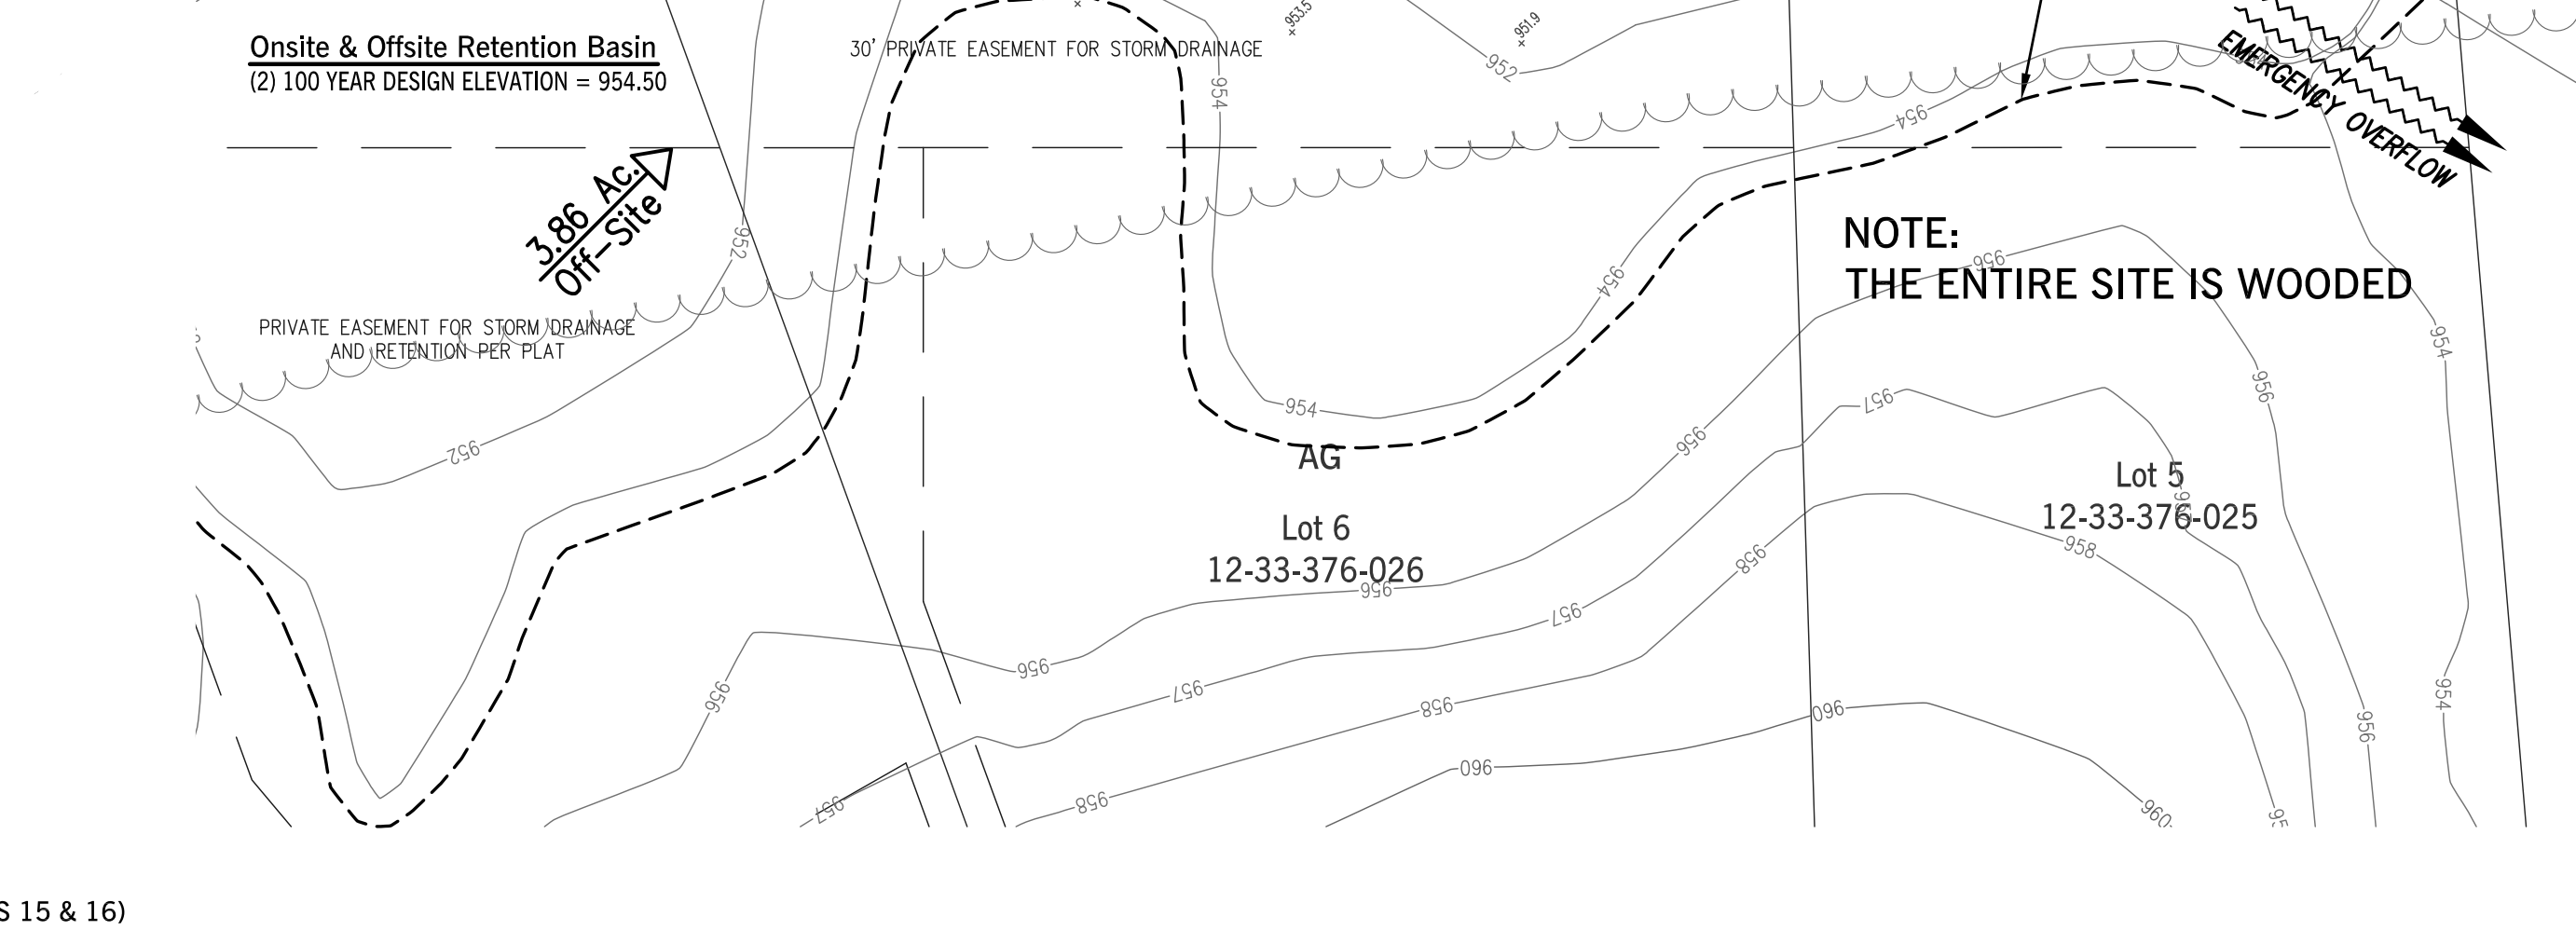 Onsite & Offsite Retention Basin
(2) 100 YEAR DESIGN ELEVATION = 954.50
30' PRIVATE EASEMENT FOR STORM DRAINAGE
953.5
951.9
952
954
954
EMERGENCY OVERFLOW
3.86 Ac.
Off-Site
952
PRIVATE EASEMENT FOR STORM DRAINAGE
AND RETENTION PER PLAT
NOTE:
THE ENTIRE SITE IS WOODED
956
954
954
956
957
954
952
956
AG
Lot 6
12-33-376-026
Lot 5
12-33-376-025
958
958
956
957
956
956
957
958
960
954
956
960
957
958
960
S 15 & 16)